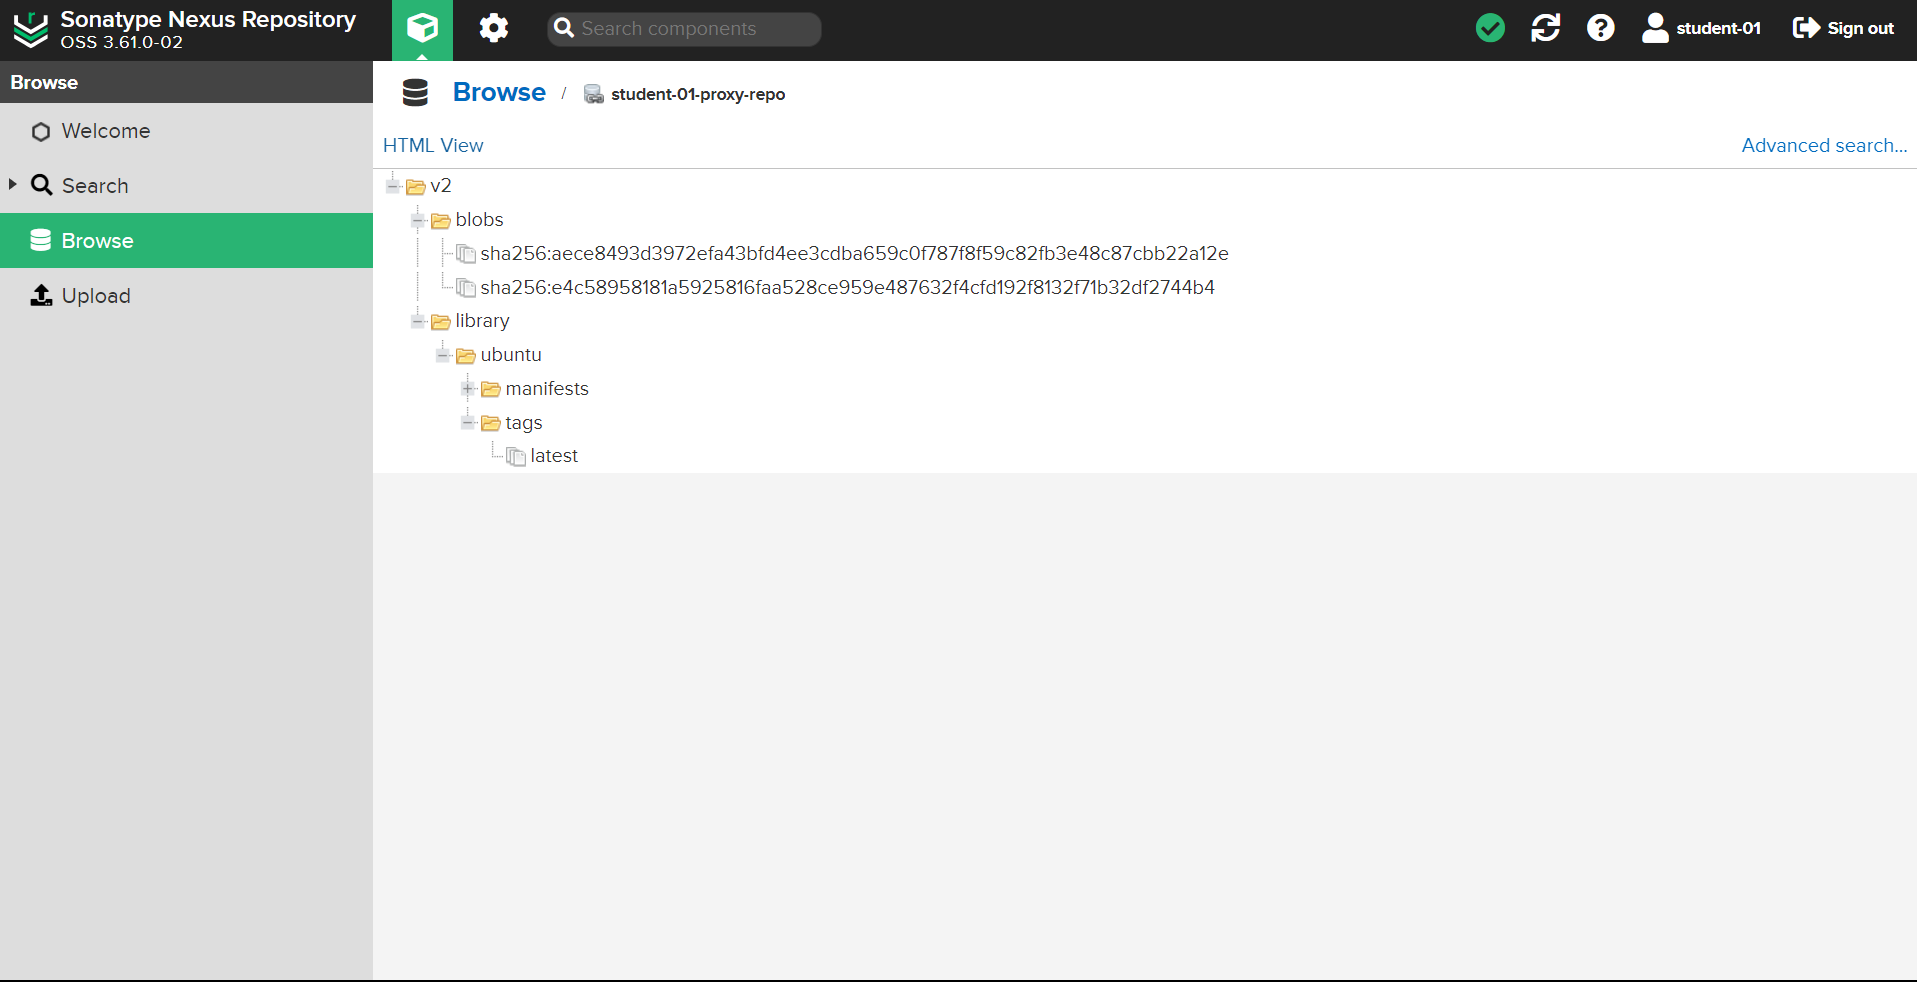 Sonatype Nexus Repository
OSS 3.61.0-02
Search components
student-01
Sign out
Browse
Browse / student-01-proxy-repo
Welcome
HTML View
Advanced search...
Search
Browse
Upload
v2
blobs
sha256:aece8493d3972efa43bfd4ee3cdba659c0f787f8f59c82fb3e48c87cbb22a12e
sha256:e4c58958181a5925816faa528ce959e487632f4cfd192f8132f71b32df2744b4
library
ubuntu
manifests
tags
latest